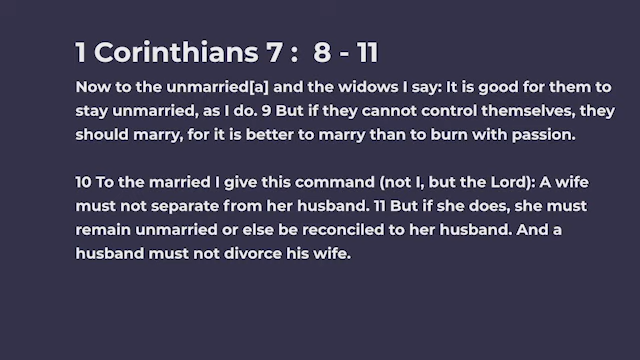 1 Corinthians 7 :  8 - 11
Now to the unmarried[a] and the widows I say: It is good for them to
stay unmarried, as I do. 9 But if they cannot control themselves, they
should marry, for it is better to marry than to burn with passion.
10 To the married I give this command (not I, but the Lord): A wife
must not separate from her husband. 11 But if she does, she must
remain unmarried or else be reconciled to her husband. And a
husband must not divorce his wife.